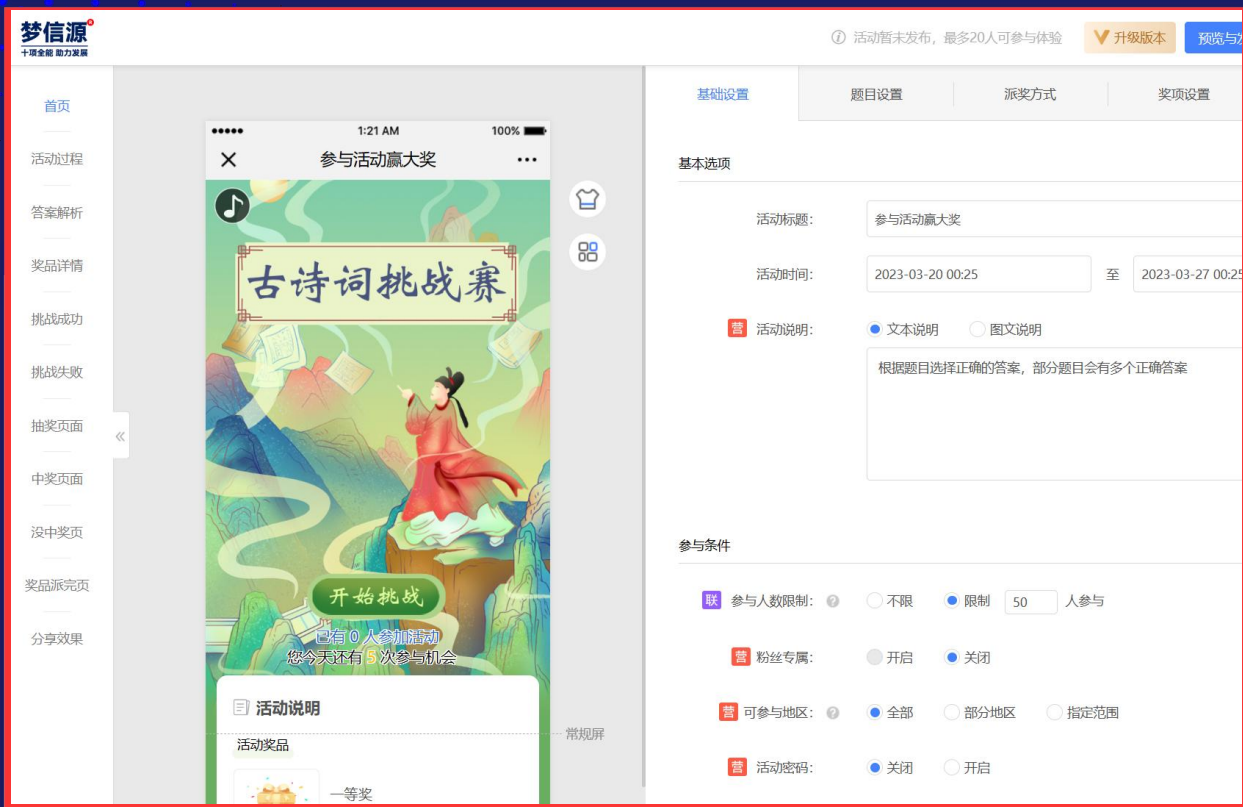 梦信源
十项全能 助力发展
活动暂未发布，最多20人可参与体验
升级版本
预览与发
首页
活动过程
答案解析
奖品详情
挑战成功
挑战失败
抽奖页面
中奖页面
没中奖页
奖品派完页
分享效果
1:21 AM
100%
参与活动赢大奖
古诗词挑战赛
开始挑战
已有 0 人参加活动
您今天还有 5 次参与机会
活动说明
活动奖品
一等奖
常规屏
基础设置
题目设置
派奖方式
奖项设置
基本选项
活动标题： 参与活动赢大奖
活动时间： 2023-03-20 00:25 至 2023-03-27 00:25
营 活动说明： 文本说明 图文说明
根据题目选择正确的答案，部分题目会有多个正确答案
参与条件
联 参与人数限制： 不限 限制 50 人参与
营 粉丝专属： 开启 关闭
营 可参与地区： 全部 部分地区 指定范围
营 活动密码： 关闭 开启